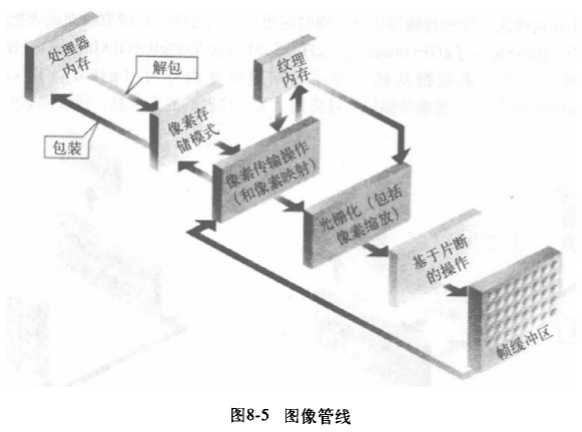 处理器
内存
解包
纹理
内存
像素存
储模式
包装
像素传输操作
(和像素映射)
光栅化(包括
像素缩放)
基于片断
的操作
帧缓冲区
图8-5 图像管线